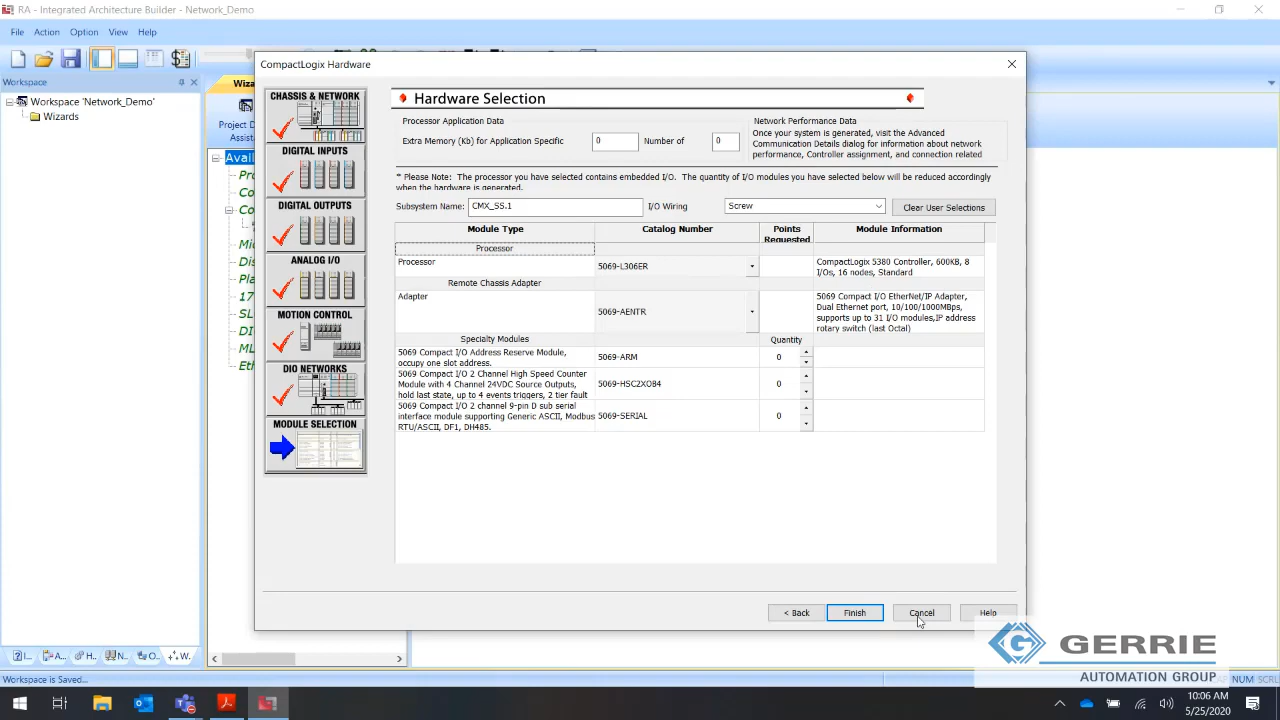 RA - Integrated Architecture Builder - Network_Demo
File Action Storage View Help
Workspace
Workspace 'Network_Demo'
Wizards
Project D
Assist
CompactLogix Hardware
CHASSIS & NETWORK
DIGITAL INPUTS
DIGITAL OUTPUTS
ANALOG I/O
MOTION CONTROL
DIO NETWORKS
MODULE SELECTION
Hardware Selection
Processor Application Data
Extra Memory (Kb) for Application Specific 0 Number of 0
Network Performance Data
Once your system is generated, visit the Advanced
Communication Details dialog for information about network
performance, Controller assignment, and connection related
* Please Note: The processor you have selected contains embedded I/O. The quantity of I/O modules you have selected below will be reduced accordingly
when the hardware is generated.
Subsystem Name: CMX_SS.1 I/O Wiring Screw Clear User Selections
Module Type Catalog Number Points Requested Module Information
Processor
Processor 5069-L306ER CompactLogix 5380 Controller, 600KB, 8
I/Os, 16 nodes, Standard
Remote Chassis Adapter
Adapter 5069-AENTR 5069 Compact I/O EtherNet/IP Adapter,
Dual Ethernet port, 10/100/1000MBps,
supports up to 31 I/O modules,IP address
rotary switch (last Octal)
Specialty Modules Quantity
5069 Compact I/O Address Reserve Module,
occupy one slot address. 5069-ARM 0
5069 Compact I/O 2 Channel High Speed Counter
Module with 4 Channel 24VDC Source Outputs,
hold last state, up to 4 events triggers, 2 tier fault 5069-HSC2XOB4 0
5069 Compact I/O 2 channel 9-pin D sub serial
interface module supporting Generic ASCII, Modbus
RTU/ASCII, DF1, DH485. 5069-SERIAL 0
< Back Finish Cancel Help
GERRIE
AUTOMATION GROUP
Workspace is Saved... NUM SCRL
10:06 AM
5/25/2020